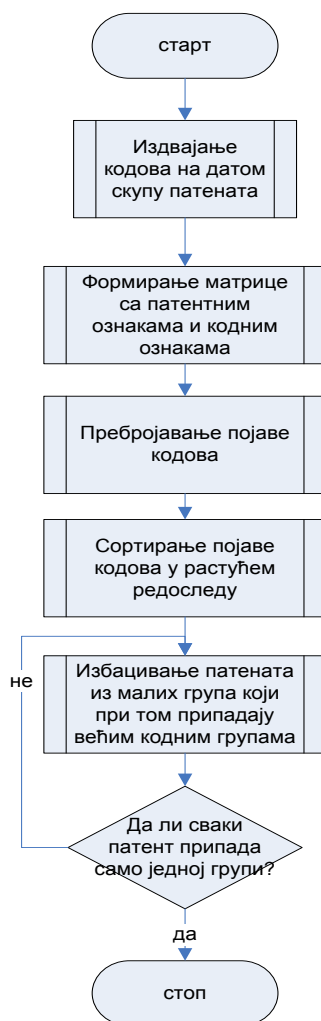 старт
Издвајање
кодова на датом
скупу патената
Формирање матрице
са патентним
ознакама и кодним
ознакама
Пребројавање појаве
кодова
Сортирање појаве
кодова у растућем
редоследу
не
Избацивање патената
из малих група који
при том припадају
већим кодним групама
Да ли сваки
патент припада
само једној групи?
да
стоп